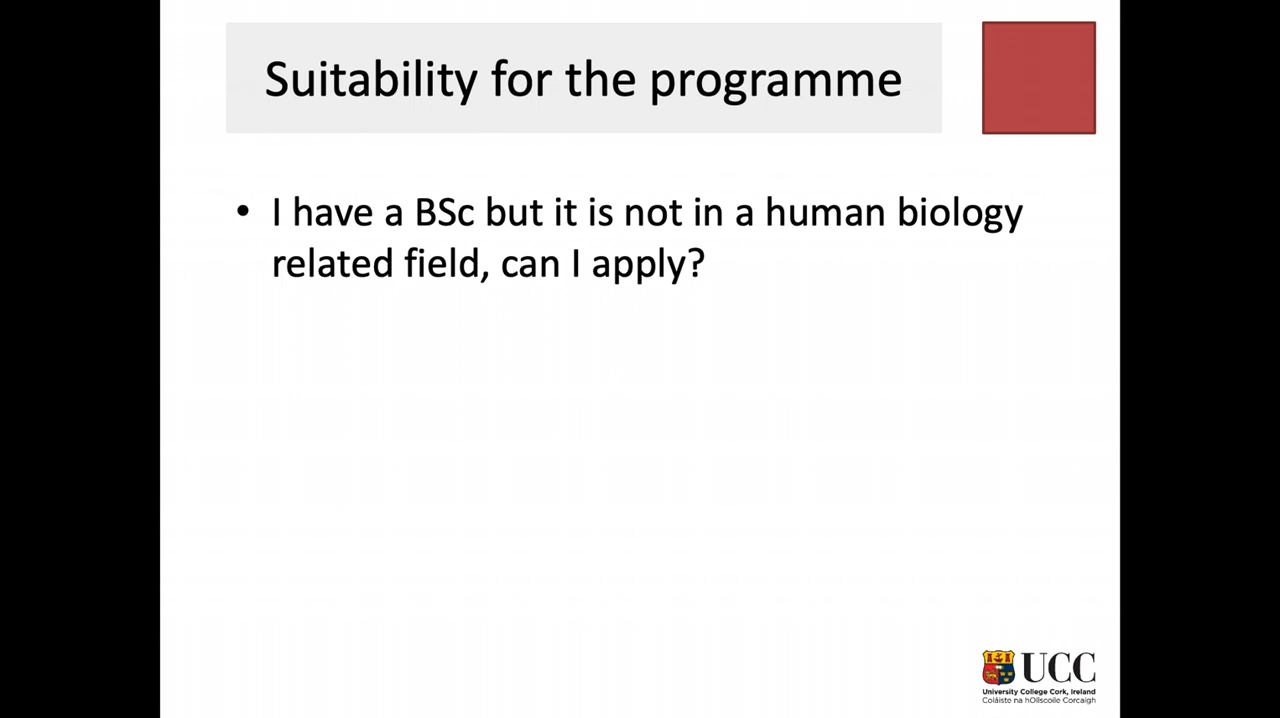 Suitability for the programme
• I have a BSc but it is not in a human biology
related field, can I apply?
UCC
University College Cork, Ireland
Coláiste na hOllscoile Corcaigh